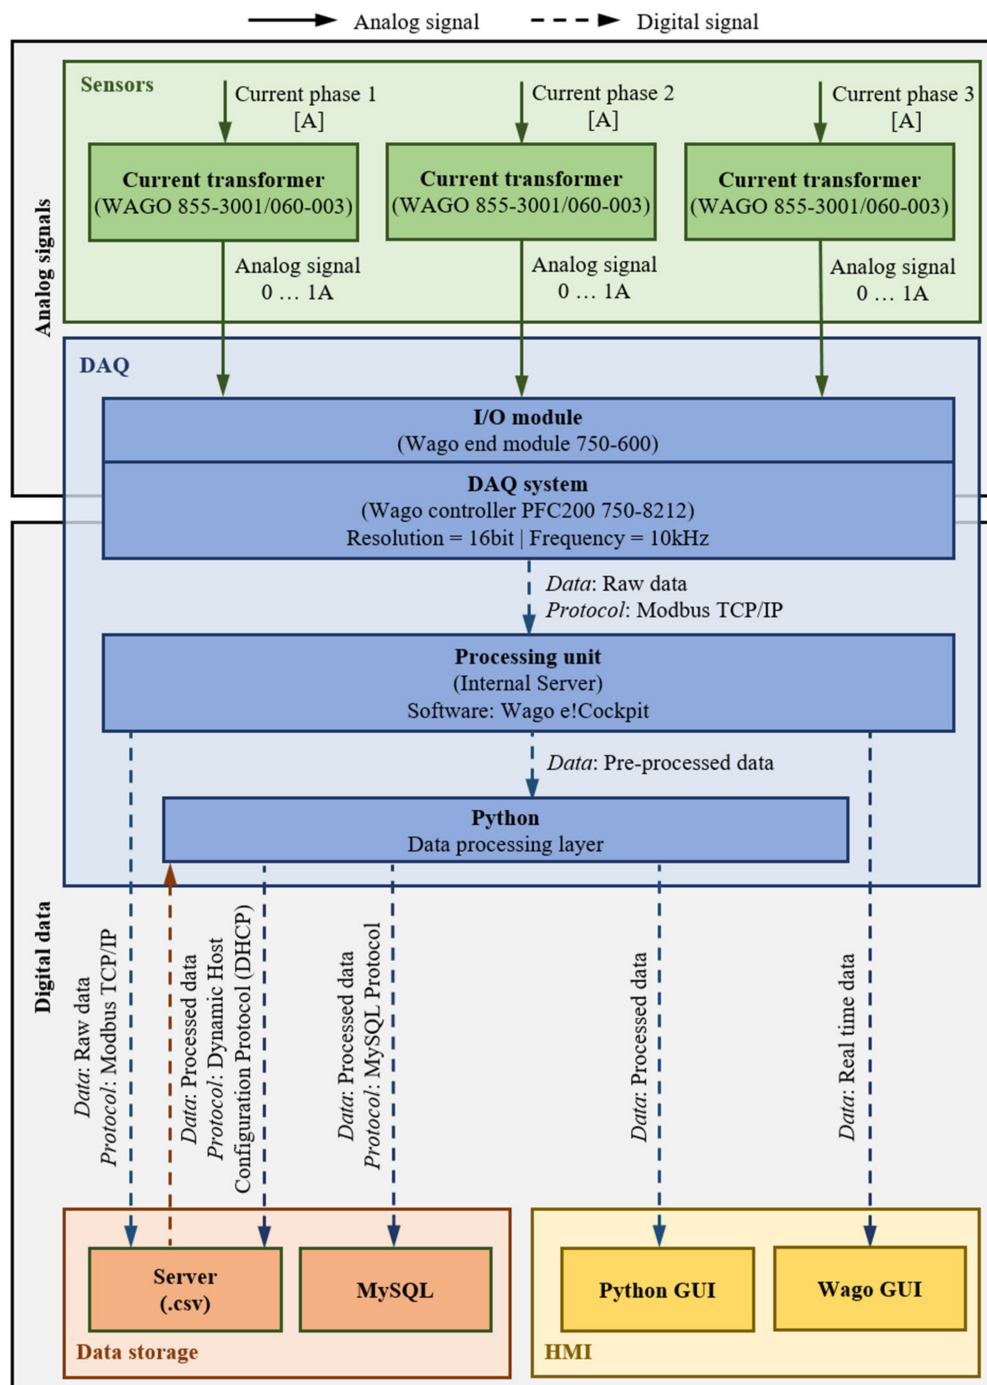 Analog signal
Digital signal
Sensors
Current phase 1
[A]
Current phase 2
[A]
Current phase 3
[A]
Current transformer
(WAGO 855-3001/060-003)
Current transformer
(WAGO 855-3001/060-003)
Current transformer
(WAGO 855-3001/060-003)
Analog signal
0 … 1A
Analog signal
0 … 1A
Analog signal
0 … 1A
Analog signals
DAQ
I/O module
(Wago end module 750-600)
DAQ system
(Wago controller PFC200 750-8212)
Resolution = 16bit | Frequency = 10kHz
Data: Raw data
Protocol: Modbus TCP/IP
Processing unit
(Internal Server)
Software: Wago e!Cockpit
Data: Pre-processed data
Python
Data processing layer
Digital data
Data: Raw data
Protocol: Modbus TCP/IP
Data: Processed data
Protocol: Dynamic Host
Configuration Protocol (DHCP)
Data: Processed data
Protocol: MySQL Protocol
Data: Processed data
Data: Real time data
Server
(.csv)
MySQL
Python GUI
Wago GUI
Data storage
HMI